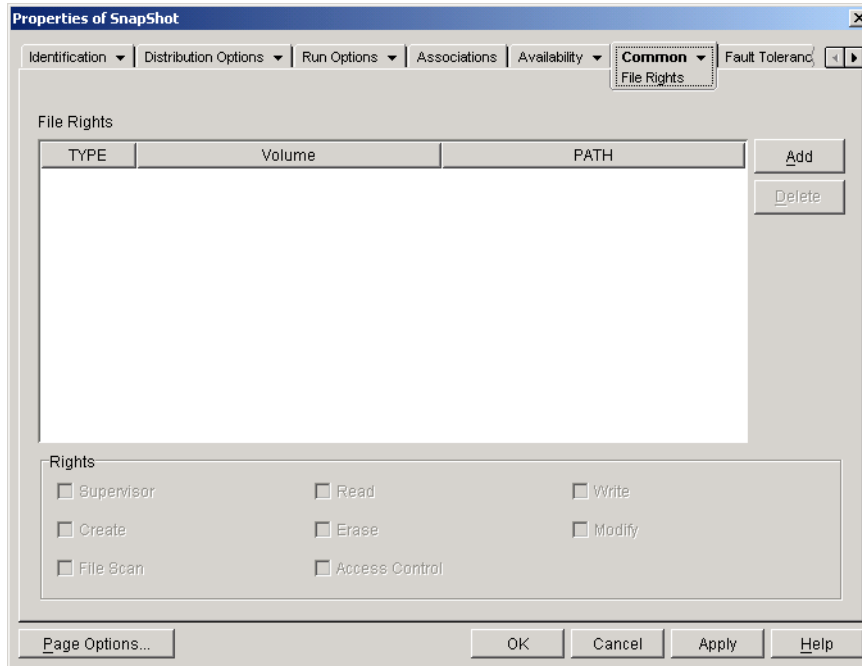 Properties of SnapShot
Identification Distribution Options Run Options Associations Availability Common Fault Toleranc
File Rights
File Rights
TYPE Volume PATH
Add
Delete
Rights
Supervisor Read Write
Create Erase Modify
File Scan Access Control
Page Options... OK Cancel Apply Help